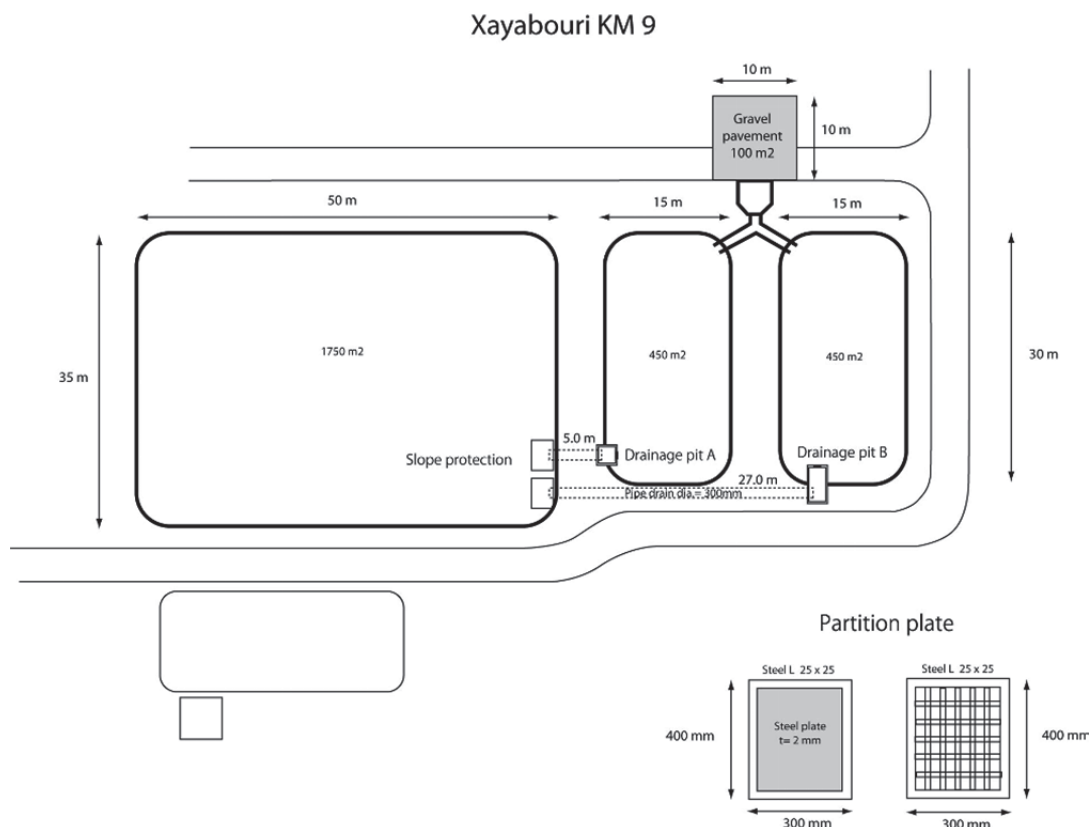 Xayabouri KM 9
10 m
Gravel
pavement
100 m2
10 m
50 m
15 m
15 m
35 m
1750 m2
450 m2
450 m2
30 m
5.0 m
Slope protection
Drainage pit A
Drainage pit B
27.0 m
Pipe drain dia.= 300mm
Partition plate
Steel L 25 x 25
Steel L 25 x 25
400 mm
Steel plate
t= 2 mm
400 mm
300 mm
300 mm